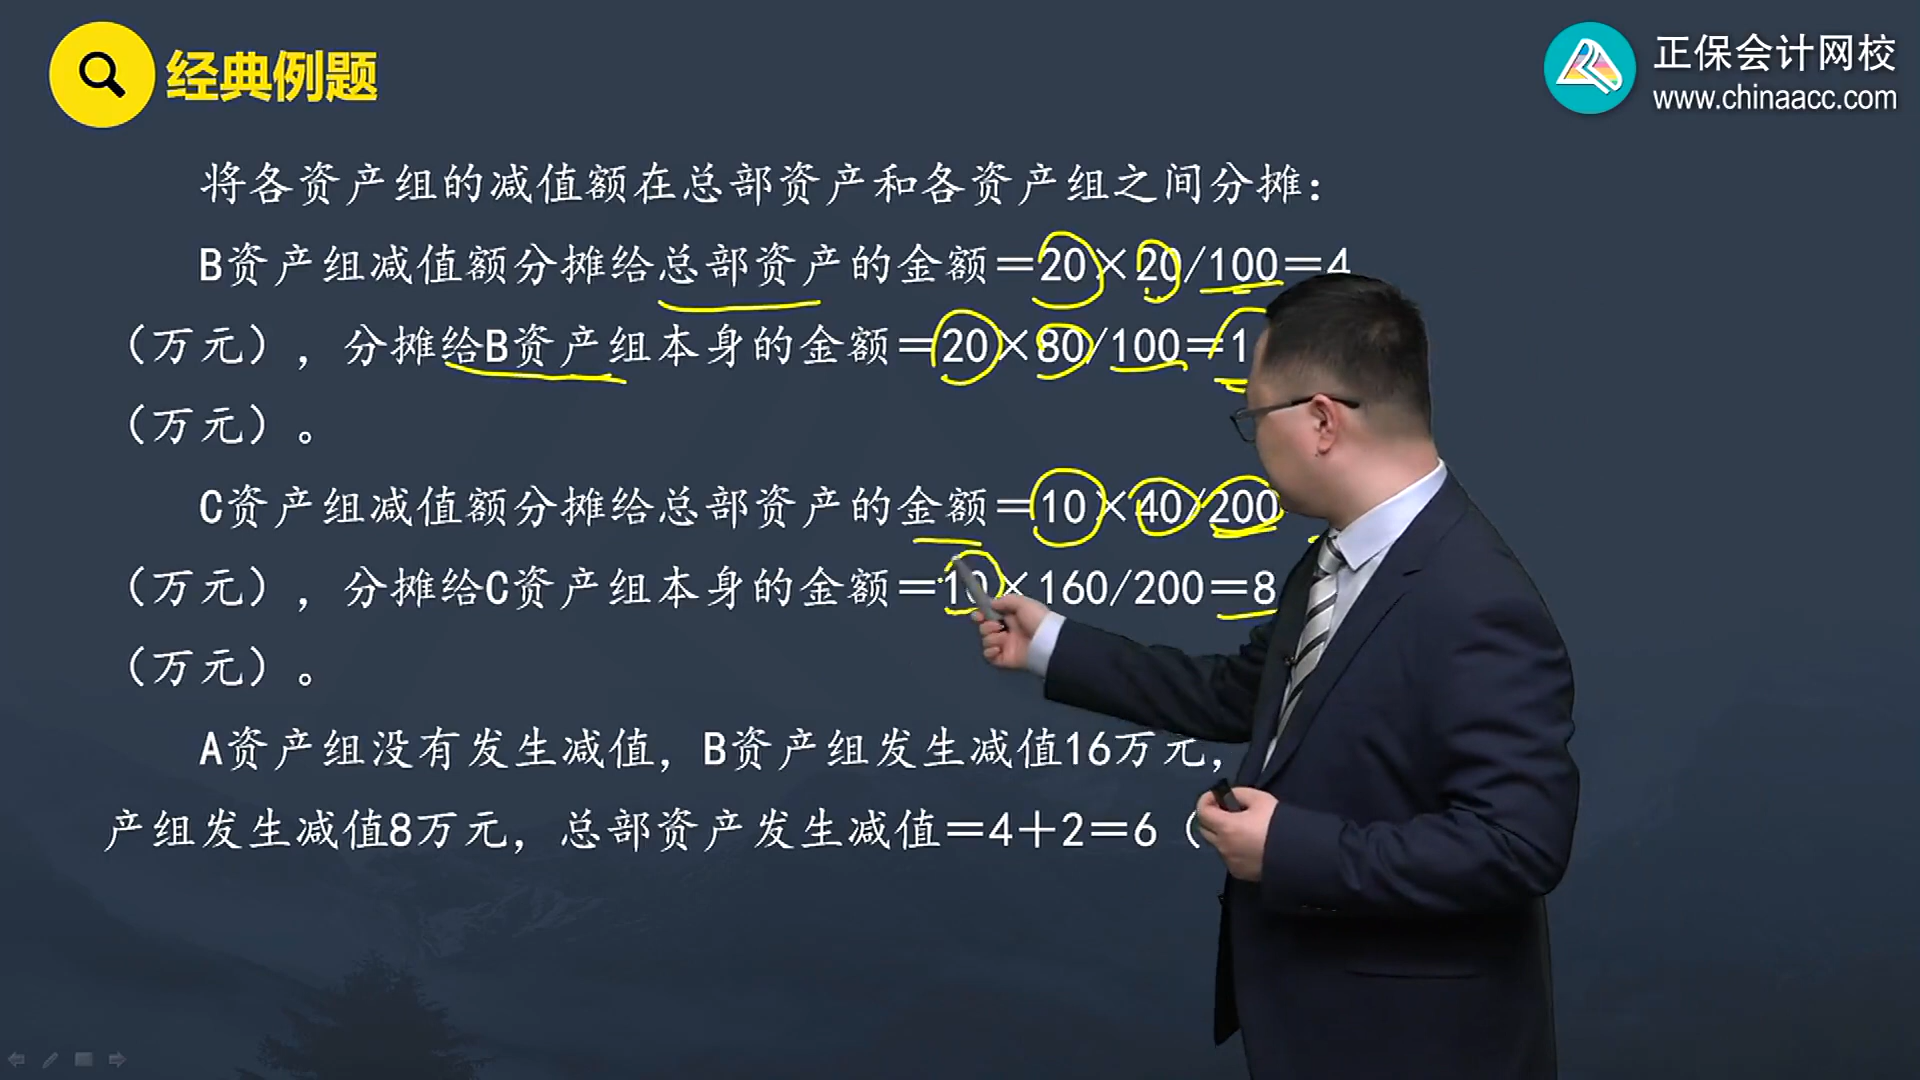 经典例题
正保会计网校
www.chinaacc.com
将各资产组的减值额在总部资产和各资产组之间分摊：
B资产组减值额分摊给总部资产的金额＝20×20/100＝4
（万元），分摊给B资产组本身的金额＝20×80/100＝1
（万元）。
C资产组减值额分摊给总部资产的金额＝10×40/200
（万元），分摊给C资产组本身的金额＝10×160/200＝8
（万元）。
A资产组没有发生减值，B资产组发生减值16万元，
产组发生减值8万元，总部资产发生减值＝4＋2＝6（